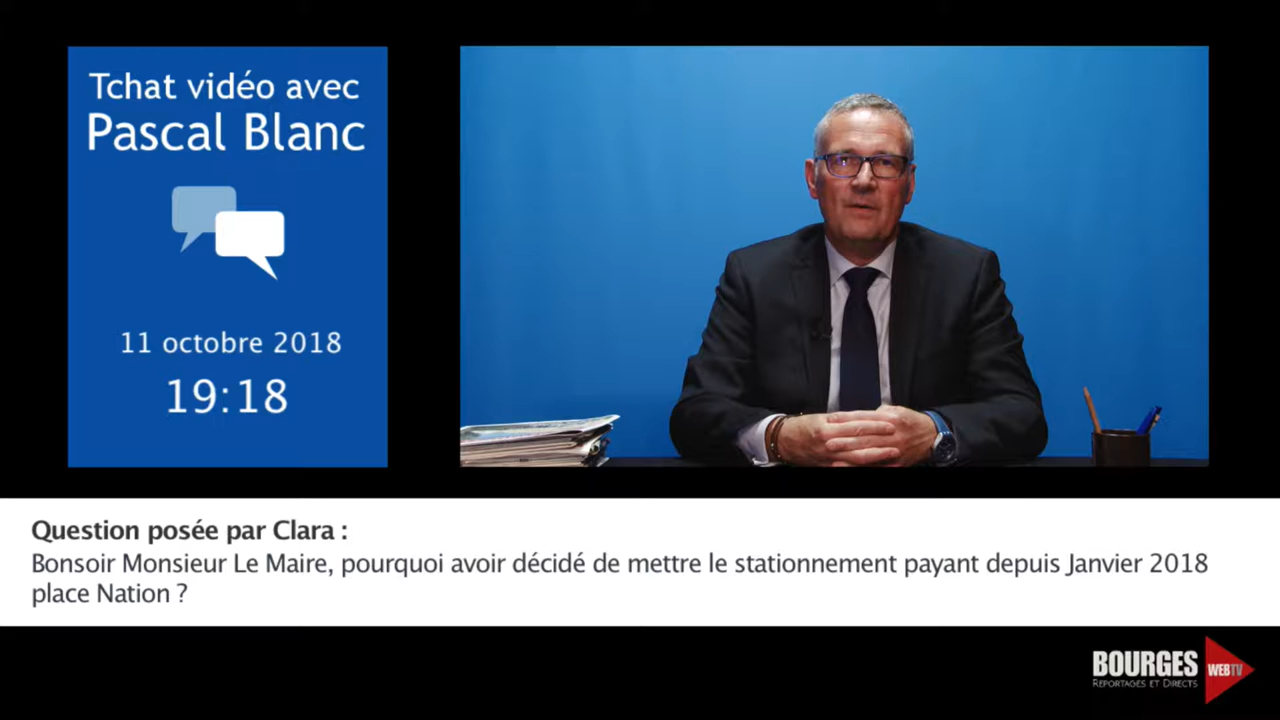 Tchat vidéo avec
Pascal Blanc
11 octobre 2018
19:18
Question posée par Clara :
Bonsoir Monsieur Le Maire, pourquoi avoir décidé de mettre le stationnement payant depuis Janvier 2018
place Nation ?
BOURGES WEBTV
REPORTAGES ET DIRECTS